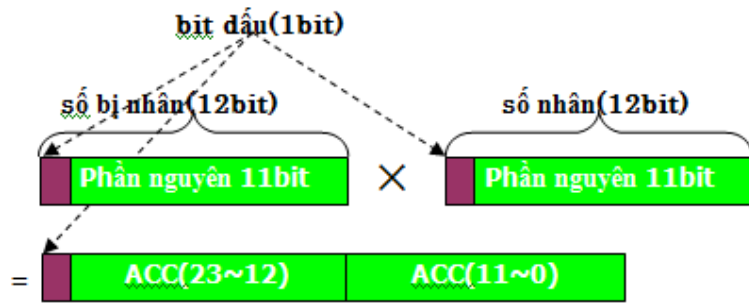 bit dấu(1bit)
số bị nhân(12bit) số nhân(12bit)
Phần nguyên 11bit × Phần nguyên 11bit
= ACC(23~12) ACC(11~0)